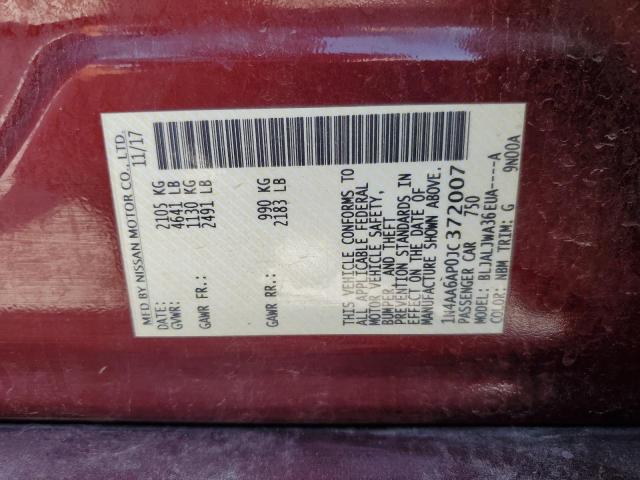 MFD BY NISSAN MOTOR CO., LTD.
DATE: 11/17
GVWR: 2105 KG
4641 LB
GAWR FR: 1130 KG
2491 LB
GAWR RR: 990 KG
2183 LB
THIS VEHICLE CONFORMS TO
ALL APPLICABLE FEDERAL
MOTOR VEHICLE SAFETY,
BUMPER AND THEFT
PREVENTION STANDARDS IN
EFFECT ON THE DATE OF
MANUFACTURE SHOWN ABOVE.
1N4AA6AP0JC372007
PASSENGER CAR 750
MODEL: BLJALJWA36EUA----A
COLOR: NBM TRIM: G 9N00A